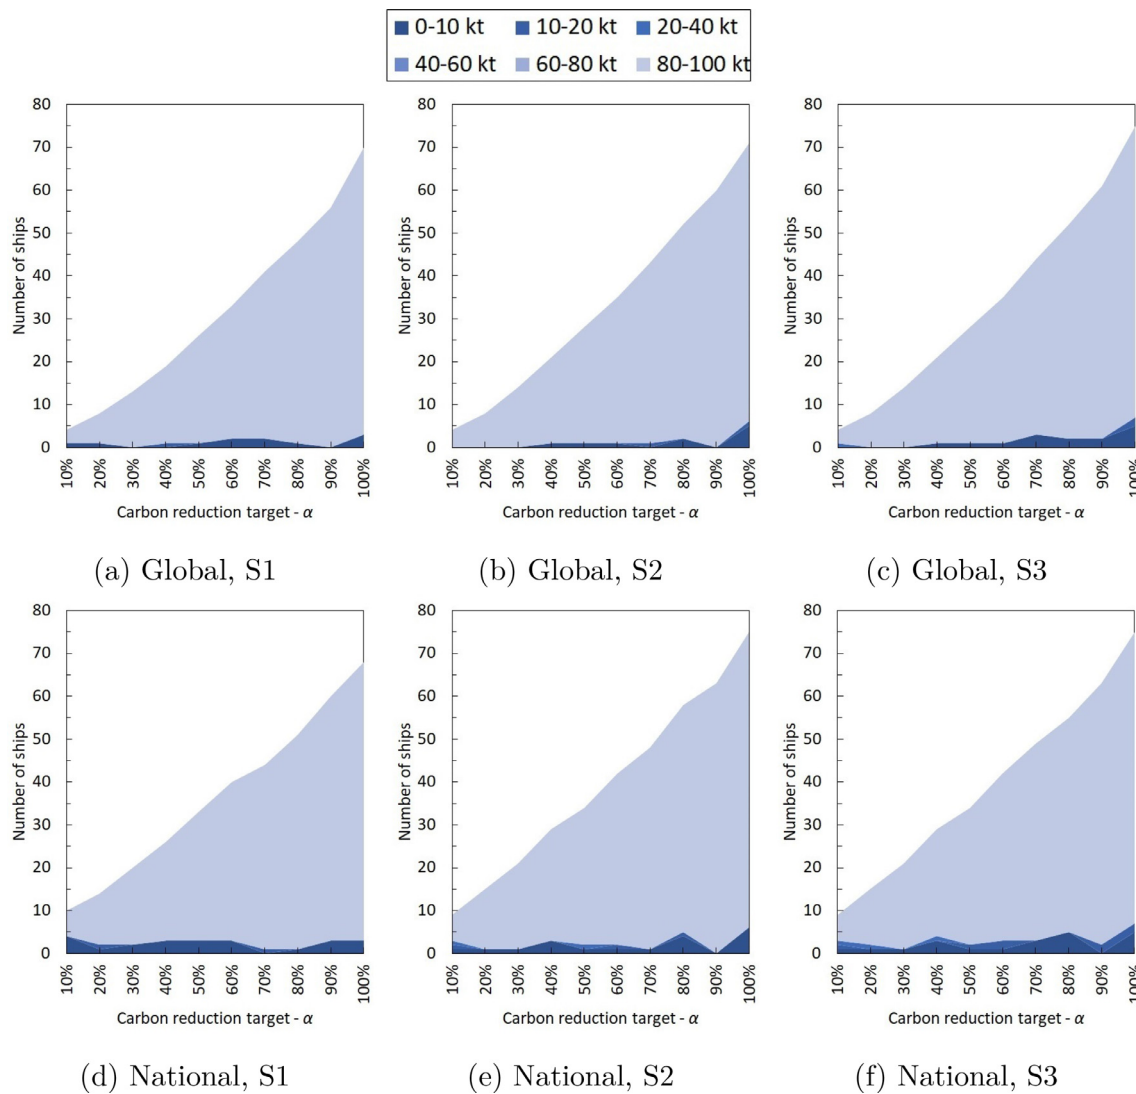 0-10 kt 10-20 kt 20-40 kt
40-60 kt 60-80 kt 80-100 kt
80
70
60
50
40
30
20
10
0
Number of ships
10% 20% 30% 40% 50% 60% 70% 80% 90% 100%
Carbon reduction target - α
(a) Global, S1
80
70
60
50
40
30
20
10
0
Number of ships
10% 20% 30% 40% 50% 60% 70% 80% 90% 100%
Carbon reduction target - α
(b) Global, S2
80
70
60
50
40
30
20
10
0
Number of ships
10% 20% 30% 40% 50% 60% 70% 80% 90% 100%
Carbon reduction target - α
(c) Global, S3
80
70
60
50
40
30
20
10
0
Number of ships
10% 20% 30% 40% 50% 60% 70% 80% 90% 100%
Carbon reduction target - α
(d) National, S1
80
70
60
50
40
30
20
10
0
Number of ships
10% 20% 30% 40% 50% 60% 70% 80% 90% 100%
Carbon reduction target - α
(e) National, S2
80
70
60
50
40
30
20
10
0
Number of ships
10% 20% 30% 40% 50% 60% 70% 80% 90% 100%
Carbon reduction target - α
(f) National, S3